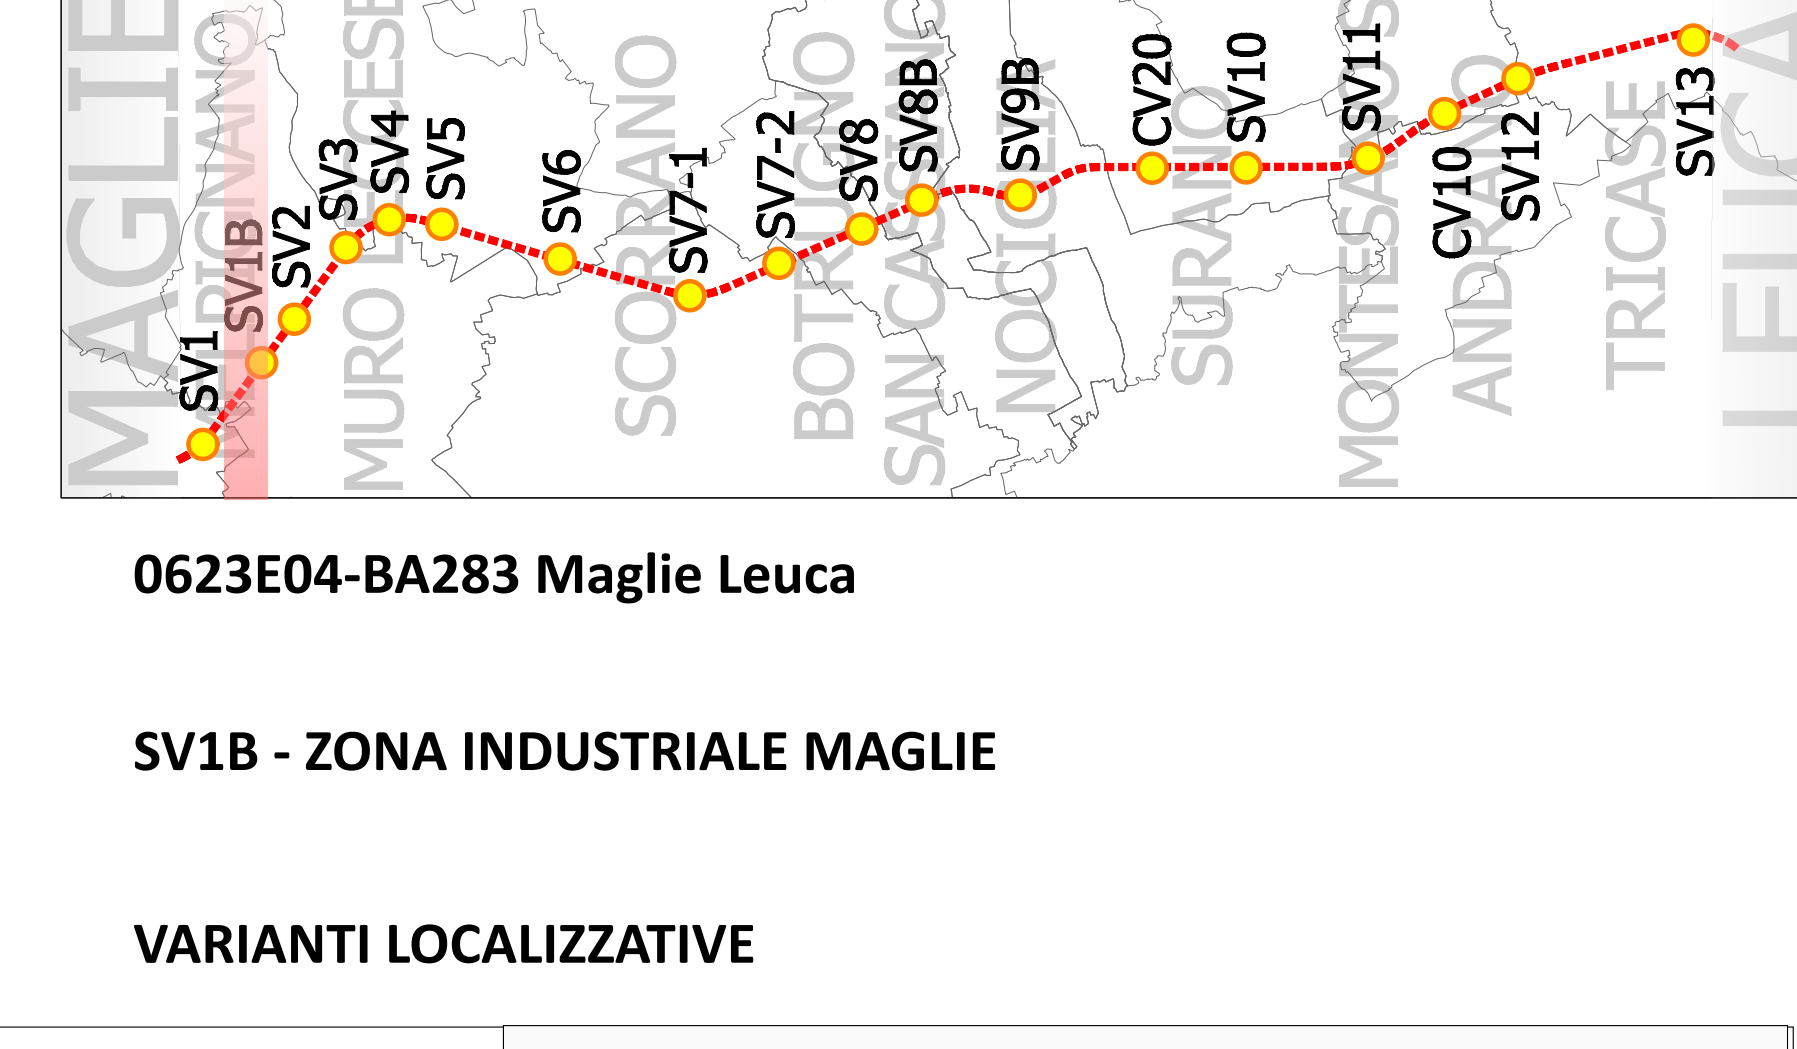 MAGLIE
MELPIGNANO
MURO LECCESE
SCORRANO
BOTRUGNO
SAN CASSIANO
NOCIGLIA
SURANO
MONTESANO
ANDRANO
TRICASE
SV1
SV1B
SV2
SV3
SV4
SV5
SV6
SV7-1
SV7-2
SV8
SV8B
SV9B
CV20
SV10
SV11
CV10
SV12
SV13
0623E04-BA283 Maglie Leuca
SV1B - ZONA INDUSTRIALE MAGLIE
VARIANTI LOCALIZZATIVE